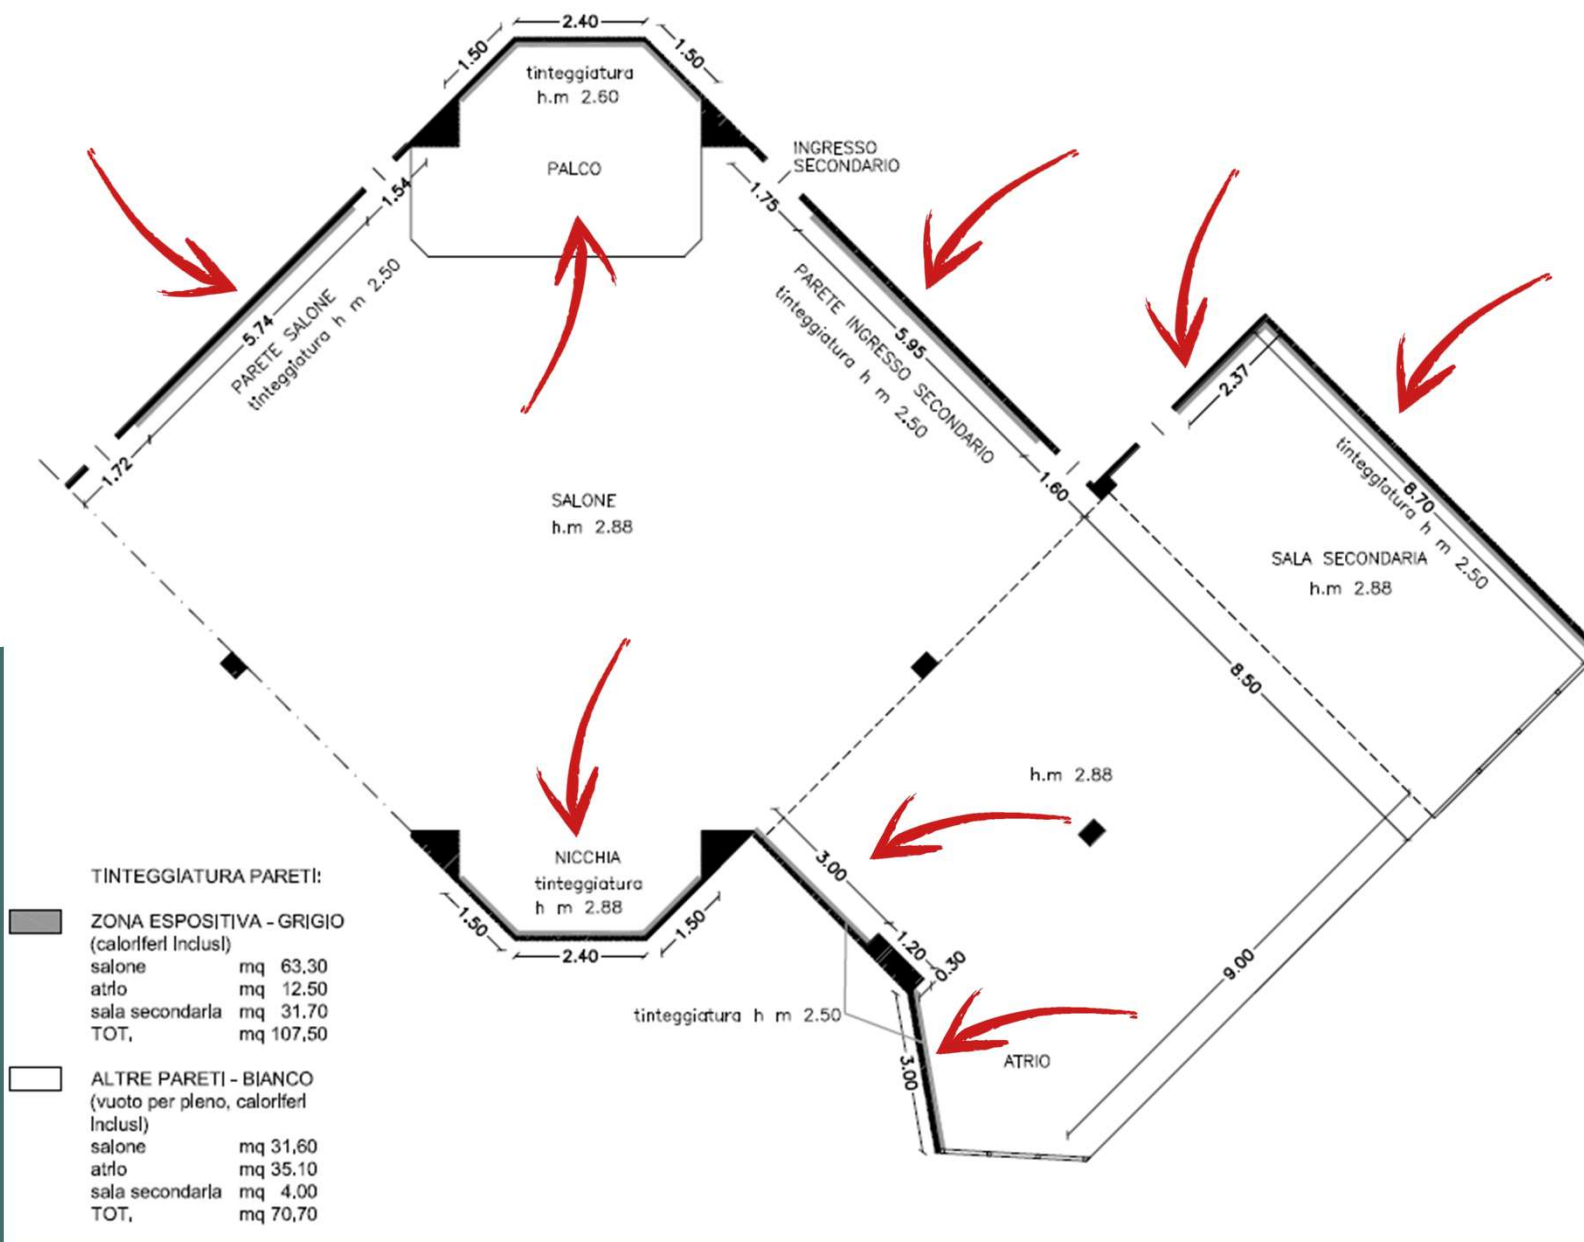 2.40
1.50
1.50
tinteggiatura
h.m 2.60
PALCO
INGRESSO
SECONDARIO
1.54
1.75
5.74
PARETE SALONE
tinteggiatura h m 2.50
5.95
PARETE INGRESSO SECONDARIO
tinteggiatura h m 2.50
2.37
8.70
tinteggiatura h m 2.50
1.72
1.60
SALONE
h.m 2.88
SALA SECONDARIA
h.m 2.88
8.50
h.m 2.88
NICCHIA
tinteggiatura
h m 2.88
1.50
1.50
2.40
3.00
1.20
0.30
9.00
tinteggiatura h m 2.50
3.00
ATRIO
TINTEGGIATURA PARETI:
ZONA ESPOSITIVA - GRIGIO
(caloriferi inclusi)
salone mq 63,30
atrio mq 12.50
sala secondaria mq 31.70
TOT, mq 107,50
ALTRE PARETI - BIANCO
(vuoto per pieno, caloriferi
inclusi)
salone mq 31,60
atrio mq 35.10
sala secondaria mq 4.00
TOT, mq 70,70